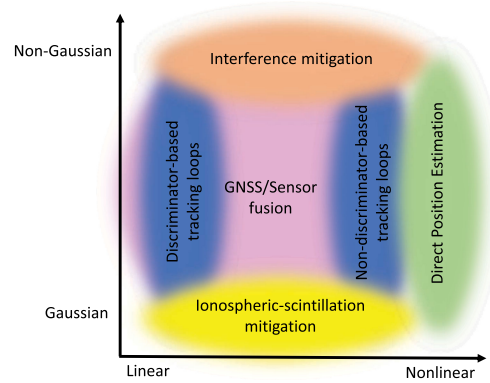 Non-Gaussian
Interference mitigation
Discriminator-based
tracking loops
GNSS/Sensor
fusion
Non-discriminator-based
tracking loops
Direct Position Estimation
Ionospheric-scintillation
mitigation
Gaussian
Linear
Nonlinear